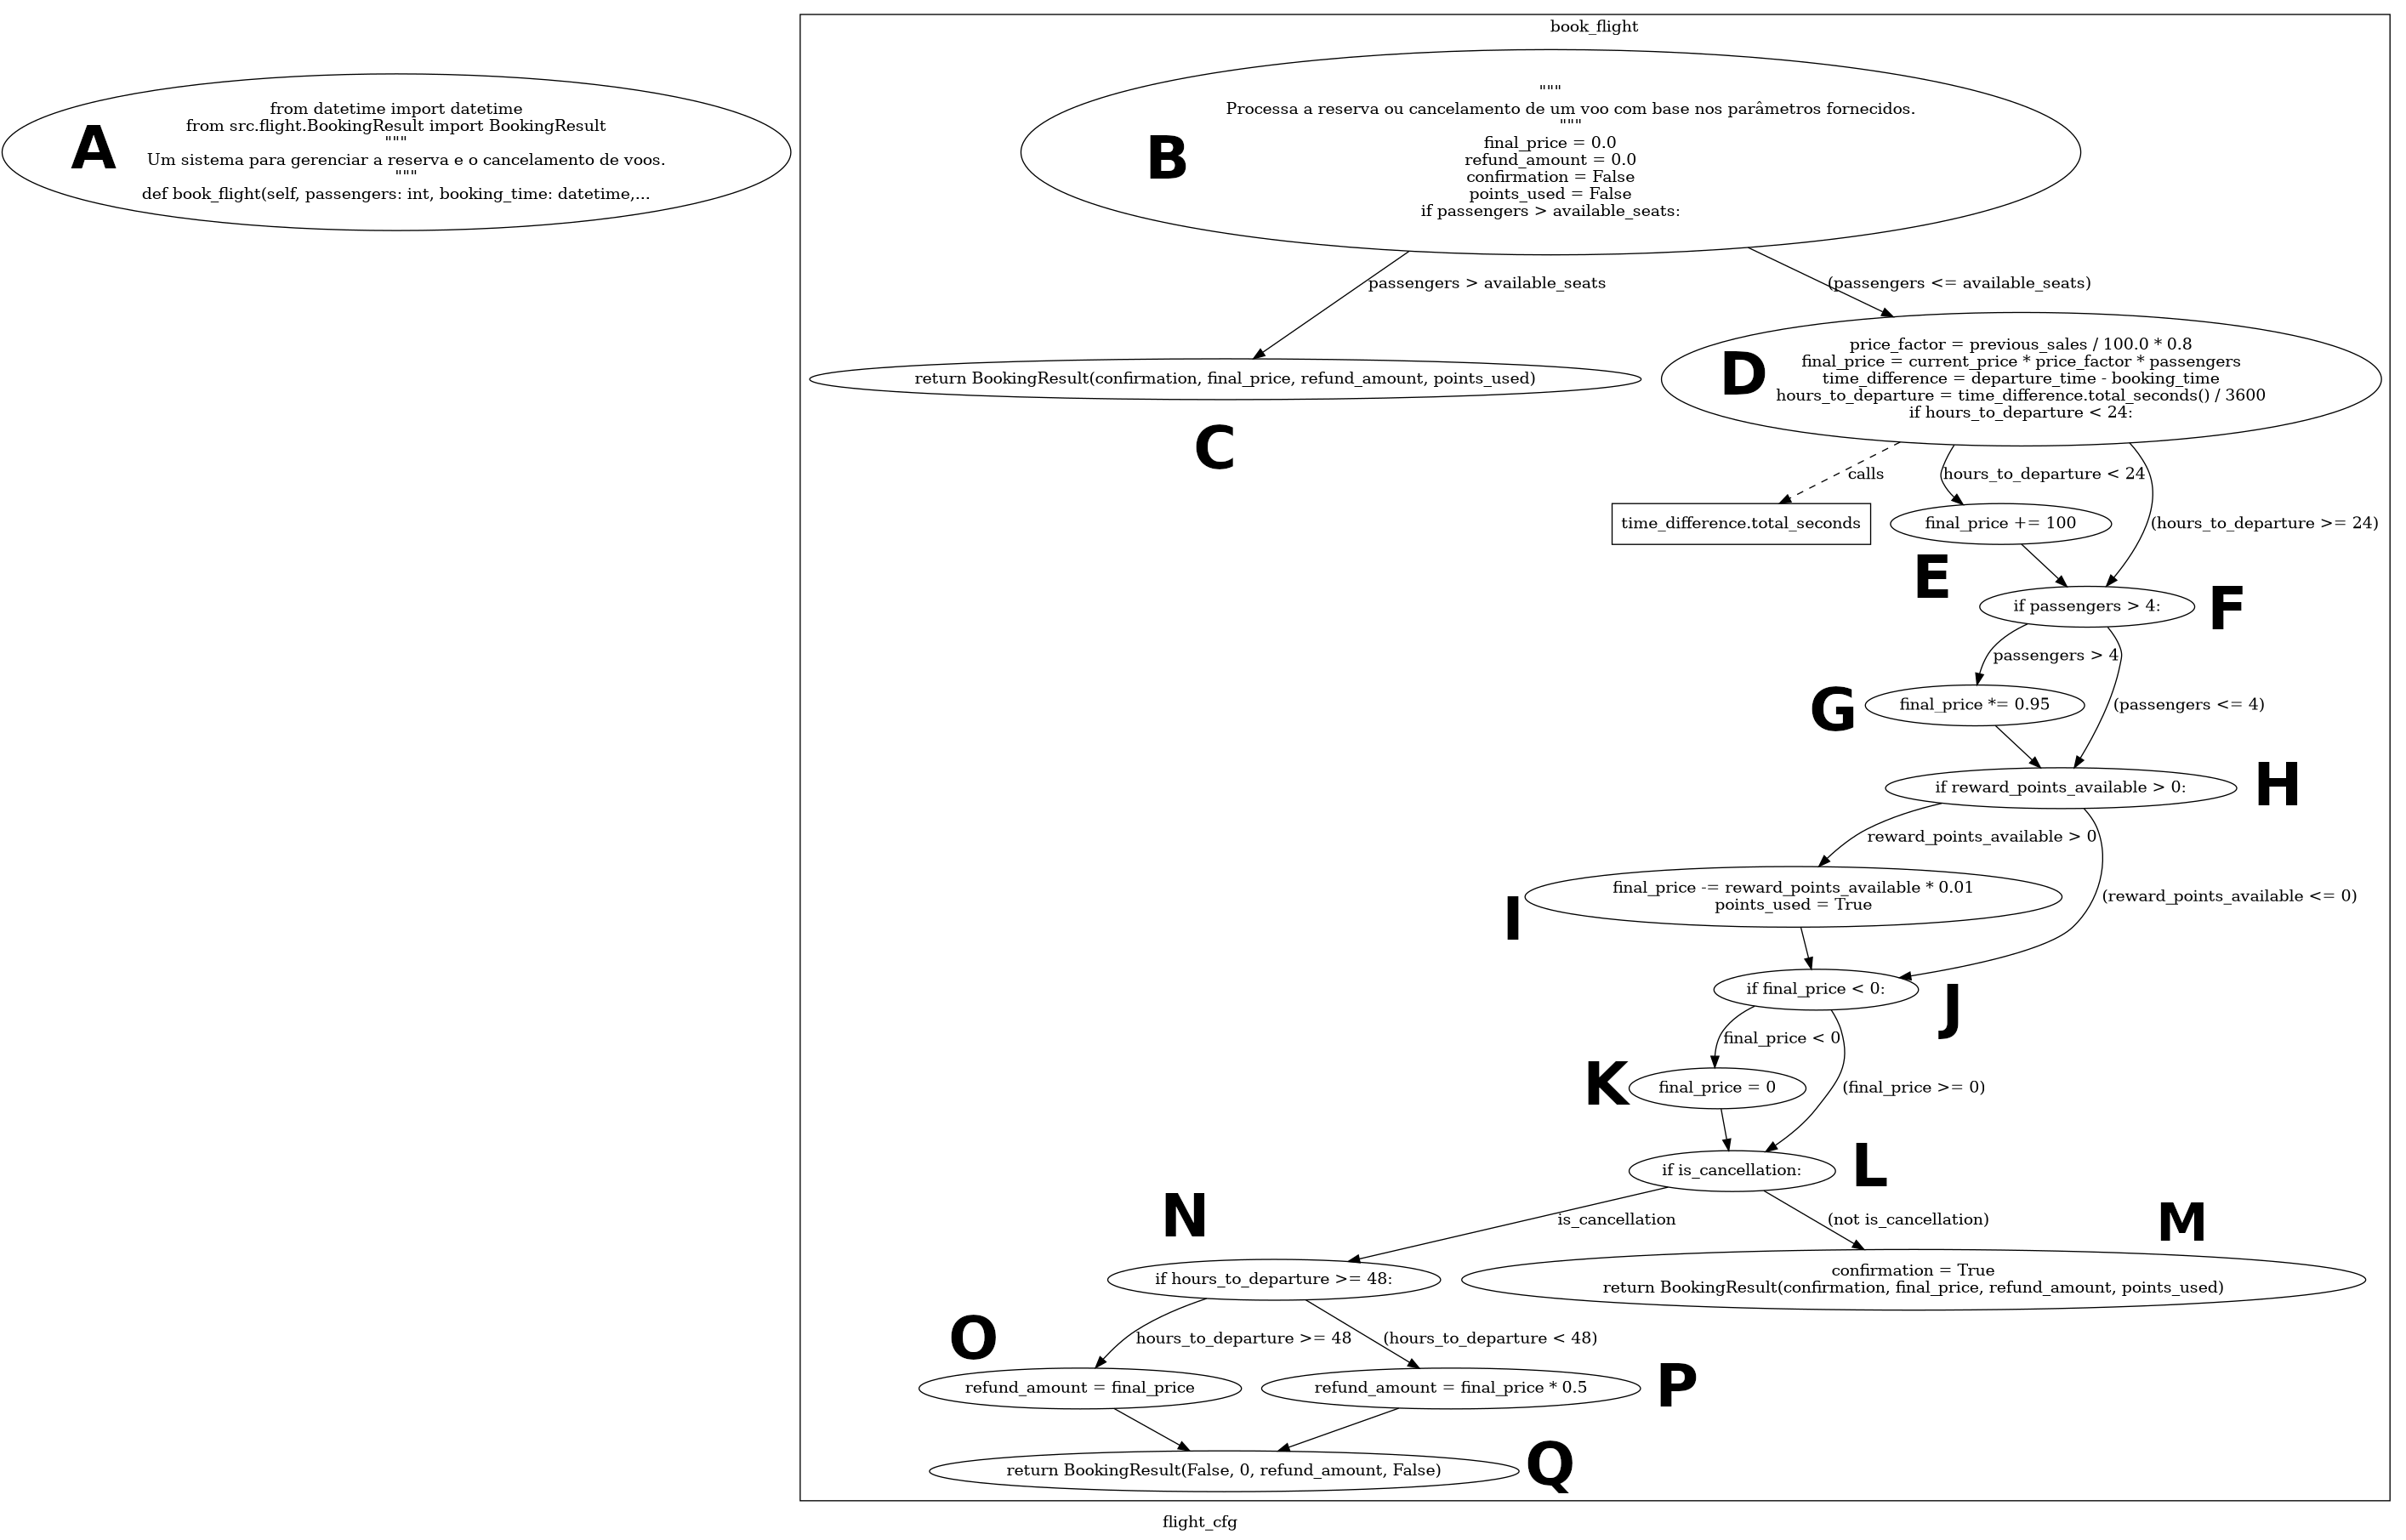 book_flight
A
from datetime import datetime
from src.flight.BookingResult import BookingResult
"""
Um sistema para gerenciar a reserva e o cancelamento de voos.
"""
def book_flight(self, passengers: int, booking_time: datetime,...
B
"""
Processa a reserva ou cancelamento de um voo com base nos parâmetros fornecidos.
"""
final_price = 0.0
refund_amount = 0.0
confirmation = False
points_used = False
if passengers > available_seats:
passengers > available_seats
(passengers <= available_seats)
return BookingResult(confirmation, final_price, refund_amount, points_used)
C
D
price_factor = previous_sales / 100.0 * 0.8
final_price = current_price * price_factor * passengers
time_difference = departure_time - booking_time
hours_to_departure = time_difference.total_seconds() / 3600
if hours_to_departure < 24:
calls
hours_to_departure < 24
time_difference.total_seconds
final_price += 100
(hours_to_departure >= 24)
E
if passengers > 4:
F
passengers > 4
G
final_price *= 0.95
(passengers <= 4)
if reward_points_available > 0:
H
reward_points_available > 0
I
final_price -= reward_points_available * 0.01
points_used = True
(reward_points_available <= 0)
if final_price < 0:
J
final_price < 0
K
final_price = 0
(final_price >= 0)
if is_cancellation:
L
N
is_cancellation
(not is_cancellation)
M
if hours_to_departure >= 48:
confirmation = True
return BookingResult(confirmation, final_price, refund_amount, points_used)
O
hours_to_departure >= 48
(hours_to_departure < 48)
refund_amount = final_price
refund_amount = final_price * 0.5
P
return BookingResult(False, 0, refund_amount, False)
Q
flight_cfg